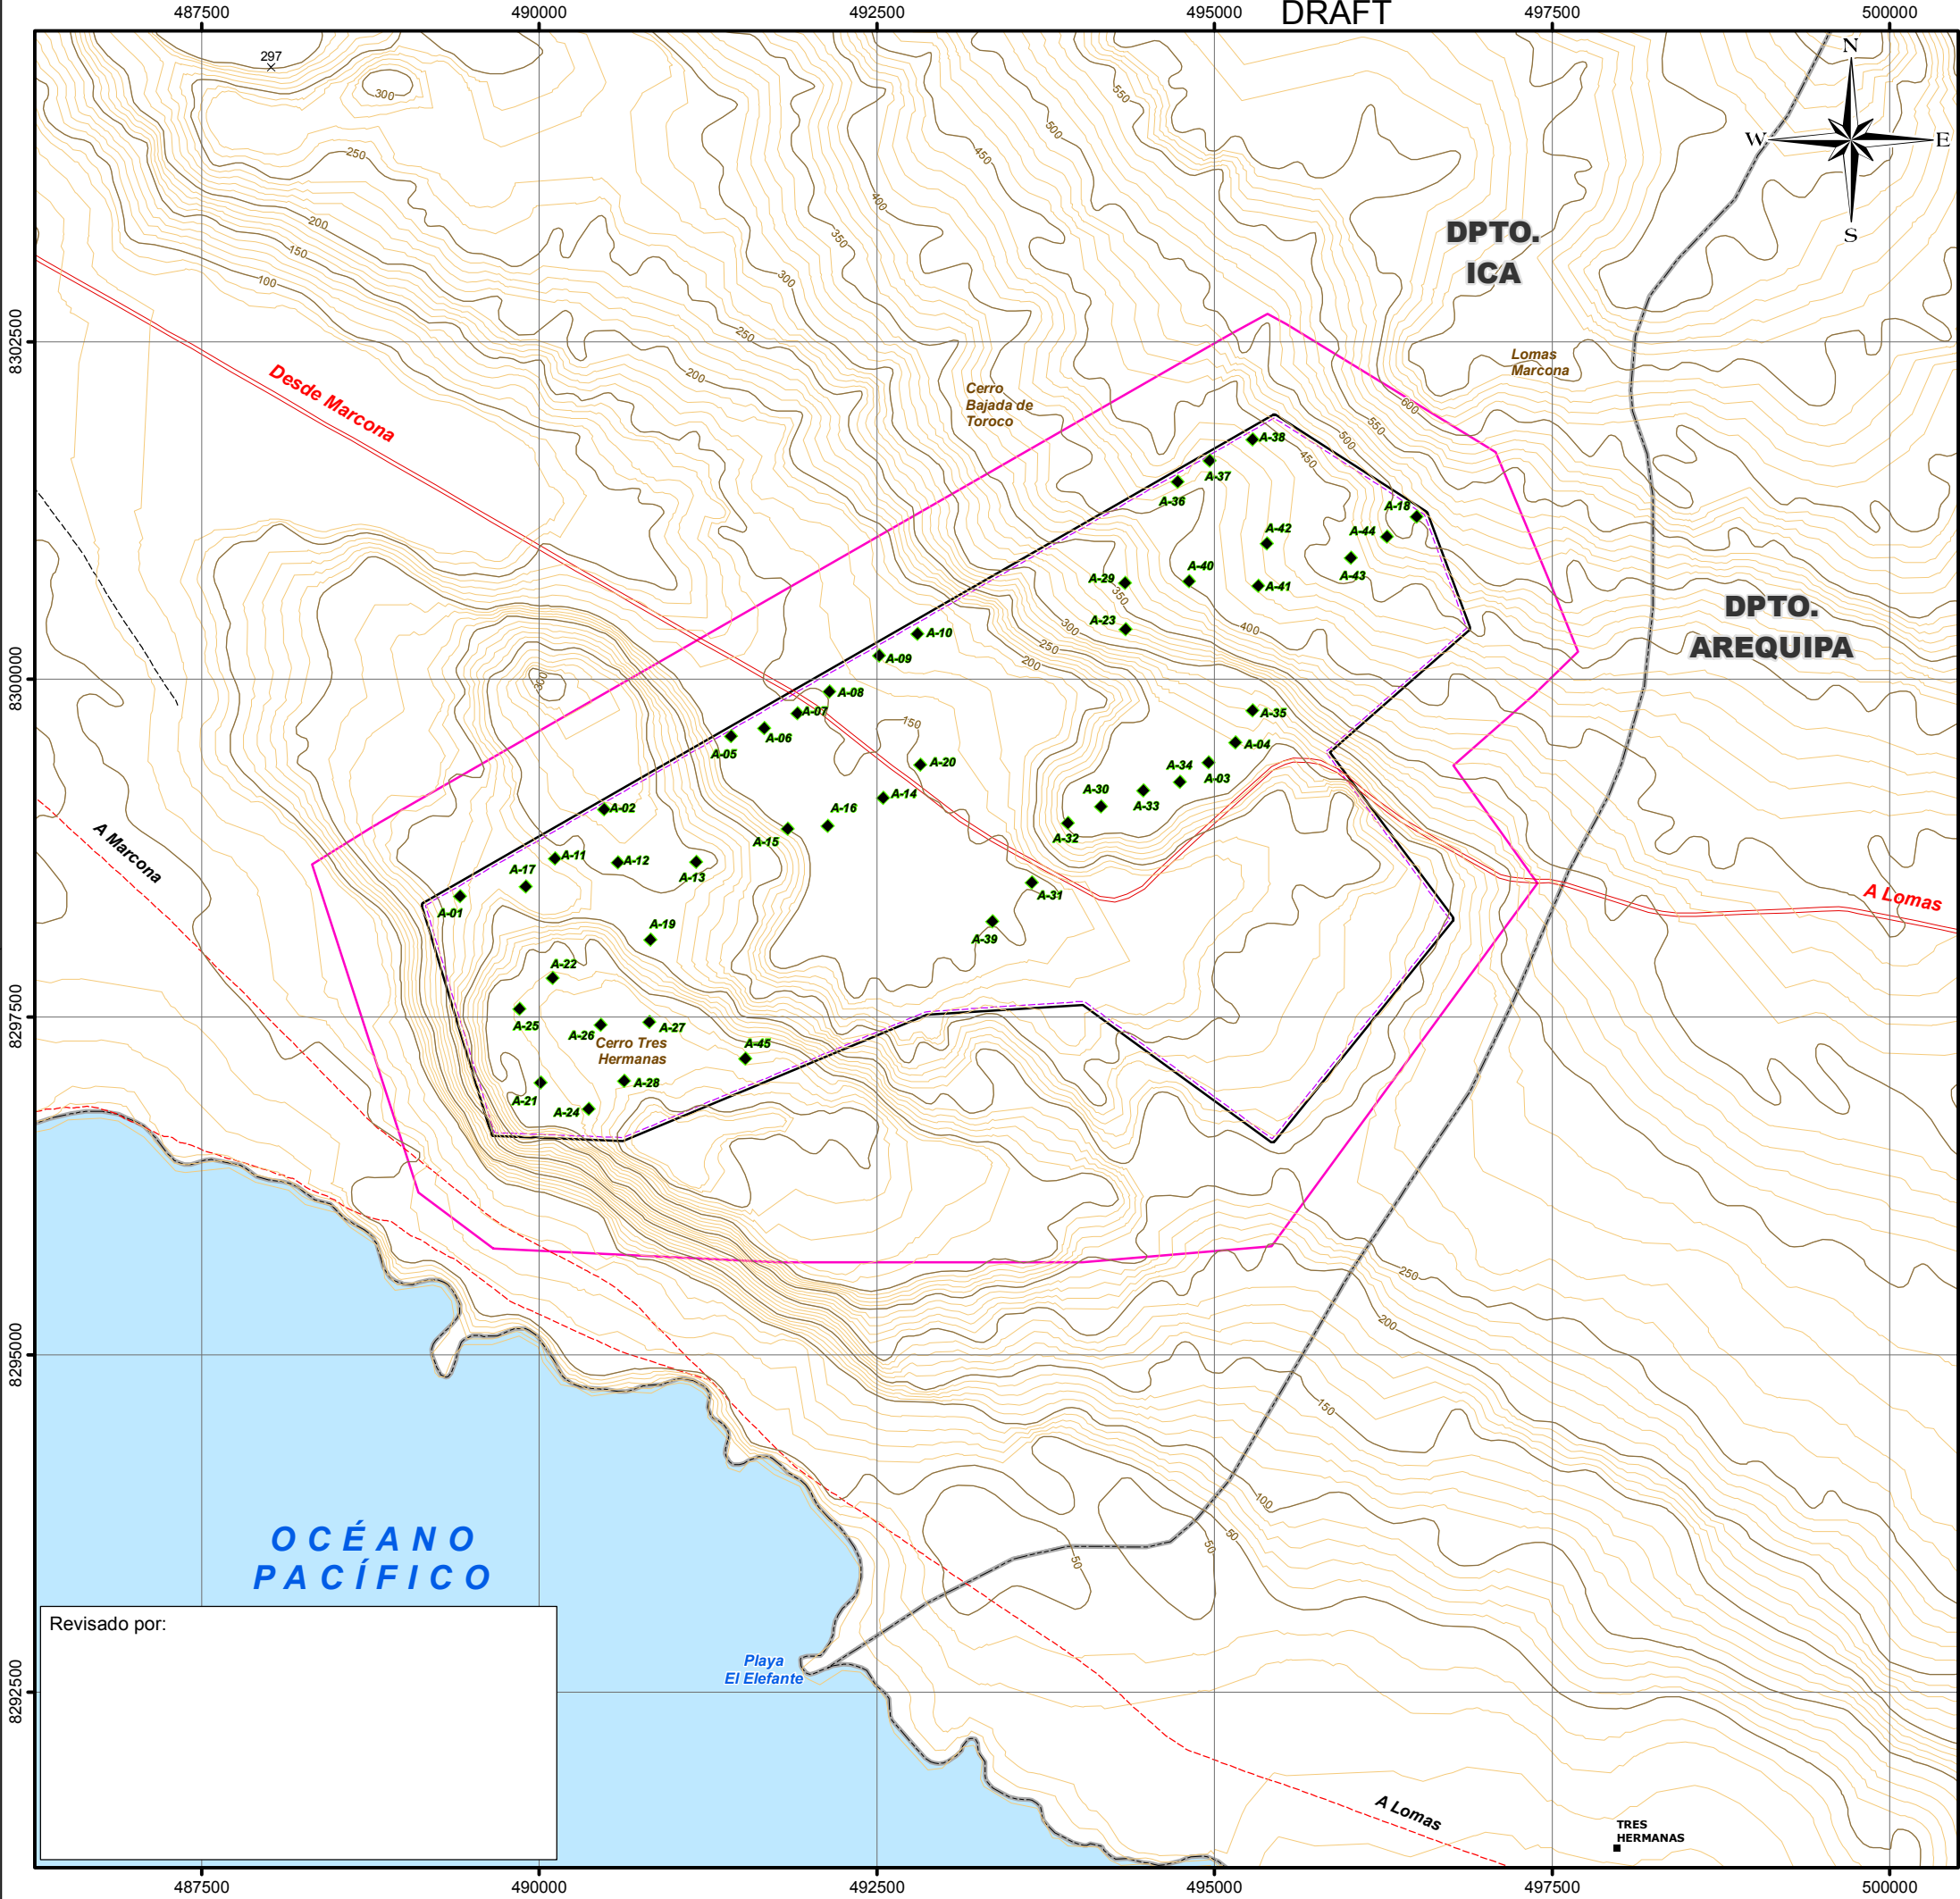 DRAFT
487500
490000
492500
495000
497500
500000
297
300
250
200
150
100
550
500
450
400
350
300
250
200
N
W
E
S
DPTO.
ICA
8302500
Desde Marcona
Cerro
Bajada de
Toroco
Lomas
Marcona
600
550
500
450
A-38
A-37
A-36
A-18
A-42
A-44
A-43
A-40
A-41
A-29
350
A-23
300
250
200
400
DPTO.
AREQUIPA
A-10
A-09
8300000
300
A-08
A-07
A-06
A-05
150
A-35
A-04
A-20
A-34
A-03
A-30
A-33
A-14
A-16
A-02
A-15
A-32
A Marcona
A-11
A-12
A-13
A-17
A-01
A-31
A Lomas
A-19
A-39
A-22
8297500
A-25
A-26
A-27
Cerro Tres
Hermanas
A-45
A-28
A-21
A-24
250
200
8295000
150
100
50
50
50
OCÉANO
PACÍFICO
Revisado por:
Playa
El Elefante
8292500
A Lomas
TRES
HERMANAS
487500
490000
492500
495000
497500
500000